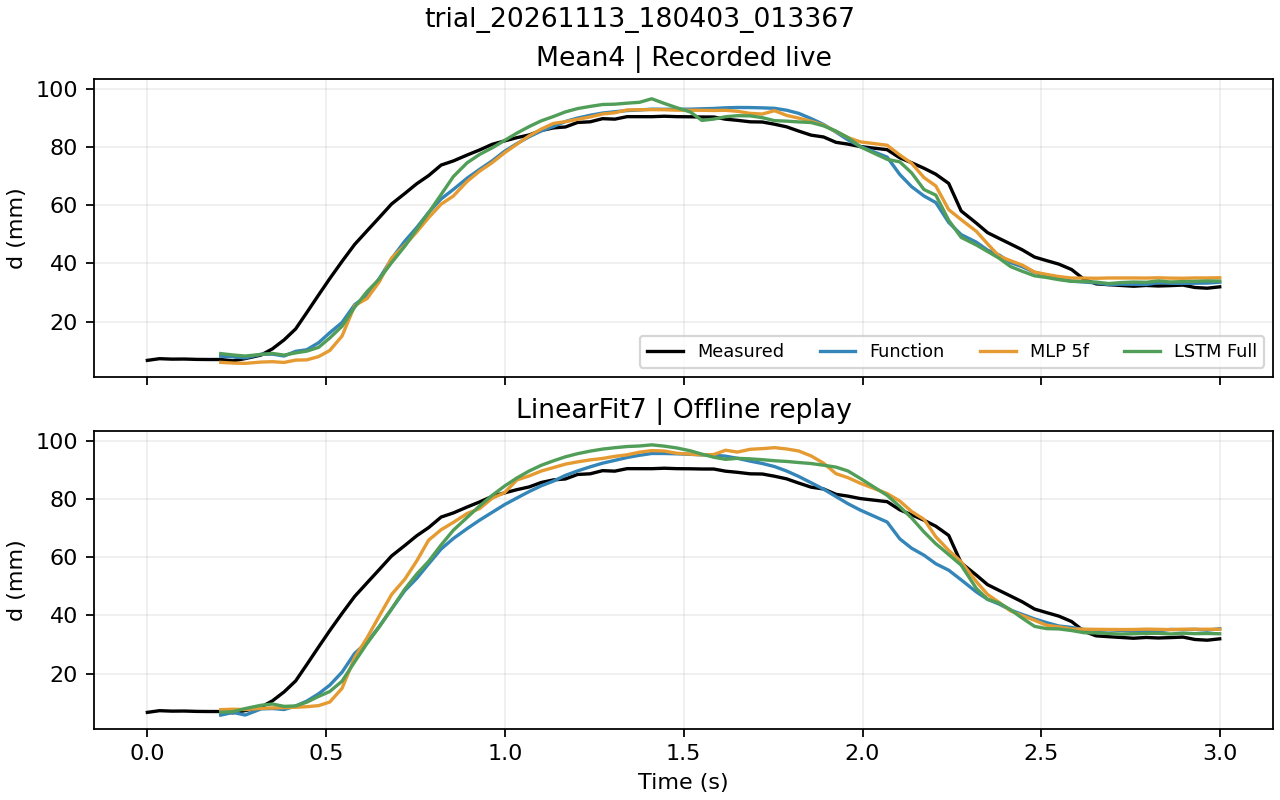 trial_20261113_180403_013367
Mean4 | Recorded live
100
80
60
40
20
d (mm)
Measured Function MLP 5f LSTM Full
LinearFit7 | Offline replay
100
80
60
40
20
d (mm)
0.0 0.5 1.0 1.5 2.0 2.5 3.0
Time (s)